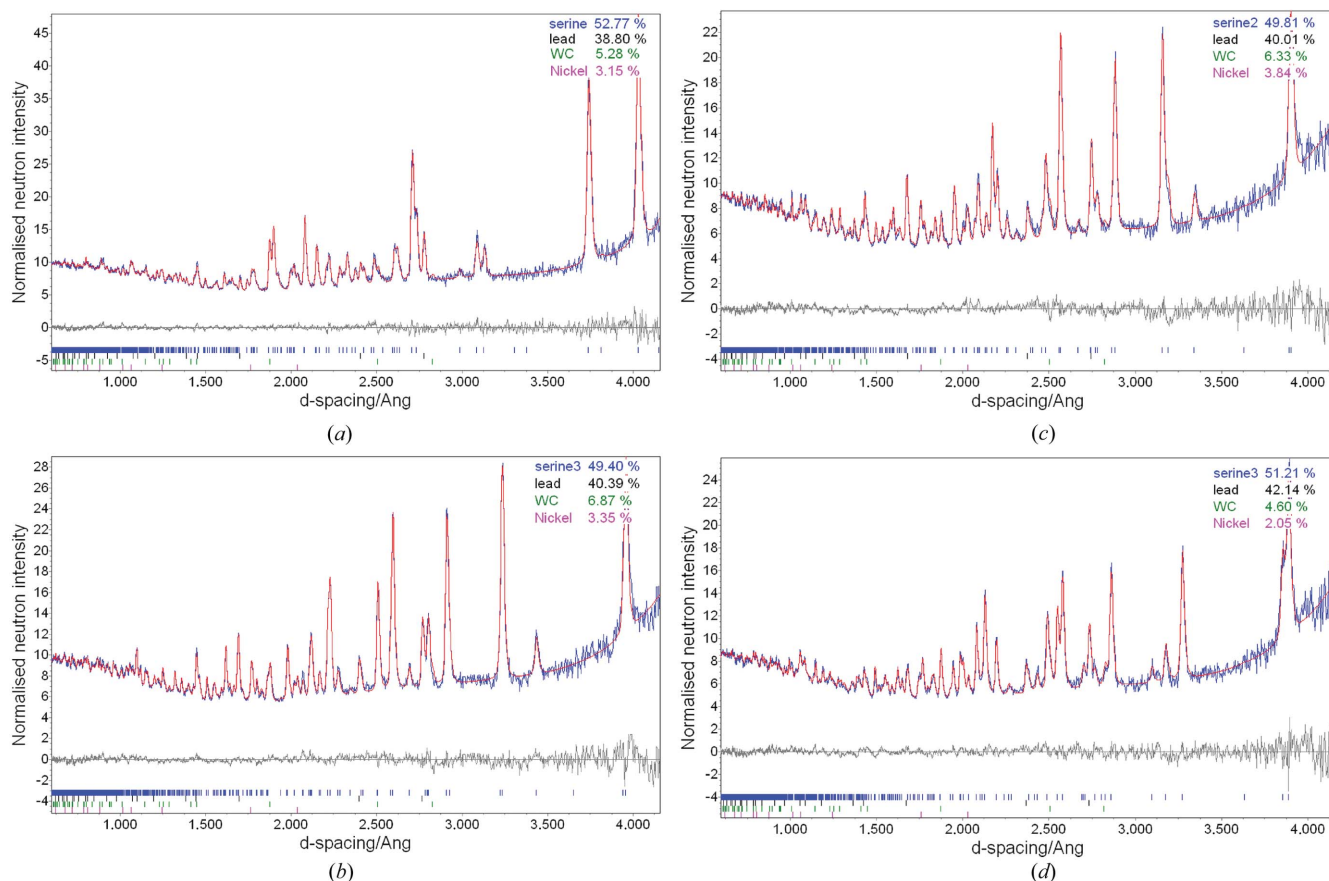 serine 52.77 %
lead 38.80 %
WC 5.28 %
Nickel 3.15 %
Normalised neutron intensity
45
40
35
30
25
20
15
10
5
0
-5
1.000 1.500 2.000 2.500 3.000 3.500 4.000
d-spacing/Ang
(a)
serine2 49.81 %
lead 40.01 %
WC 6.33 %
Nickel 3.84 %
Normalised neutron intensity
22
20
18
16
14
12
10
8
6
4
2
0
-2
-4
1.000 1.500 2.000 2.500 3.000 3.500 4.000
d-spacing/Ang
(c)
serine3 49.40 %
lead 40.39 %
WC 6.87 %
Nickel 3.35 %
Normalised neutron intensity
28
26
24
22
20
18
16
14
12
10
8
6
4
2
0
-2
-4
1.000 1.500 2.000 2.500 3.000 3.500 4.000
d-spacing/Ang
(b)
serine3 51.21 %
lead 42.14 %
WC 4.60 %
Nickel 2.05 %
Normalised neutron intensity
24
22
20
18
16
14
12
10
8
6
4
2
0
-2
-4
1.000 1.500 2.000 2.500 3.000 3.500 4.000
d-spacing/Ang
(d)